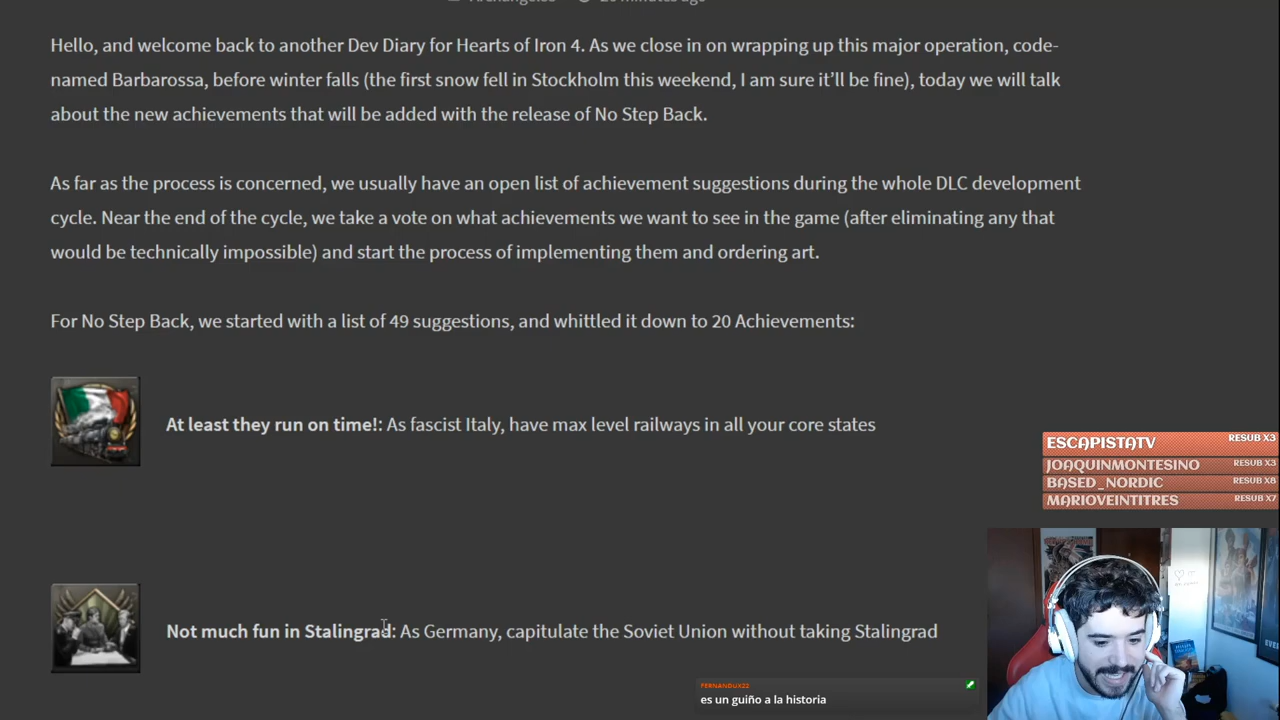 Hello, and welcome back to another Dev Diary for Hearts of Iron 4. As we close in on wrapping up this major operation, code-
named Barbarossa, before winter falls (the first snow fell in Stockholm this weekend, I am sure it'll be fine), today we will talk
about the new achievements that will be added with the release of No Step Back.
As far as the process is concerned, we usually have an open list of achievement suggestions during the whole DLC development
cycle. Near the end of the cycle, we take a vote on what achievements we want to see in the game (after eliminating any that
would be technically impossible) and start the process of implementing them and ordering art.
For No Step Back, we started with a list of 49 suggestions, and whittled it down to 20 Achievements:
At least they run on time!: As fascist Italy, have max level railways in all your core states
ESCAPISTATV RESUB X3
JOAQUINMONTESINO RESUB X3
BASED_NORDIC RESUB X8
MARIOVEINTITRES RESUB X7
Not much fun in Stalingrad: As Germany, capitulate the Soviet Union without taking Stalingrad
FERNANDUX22
es un guiño a la historia